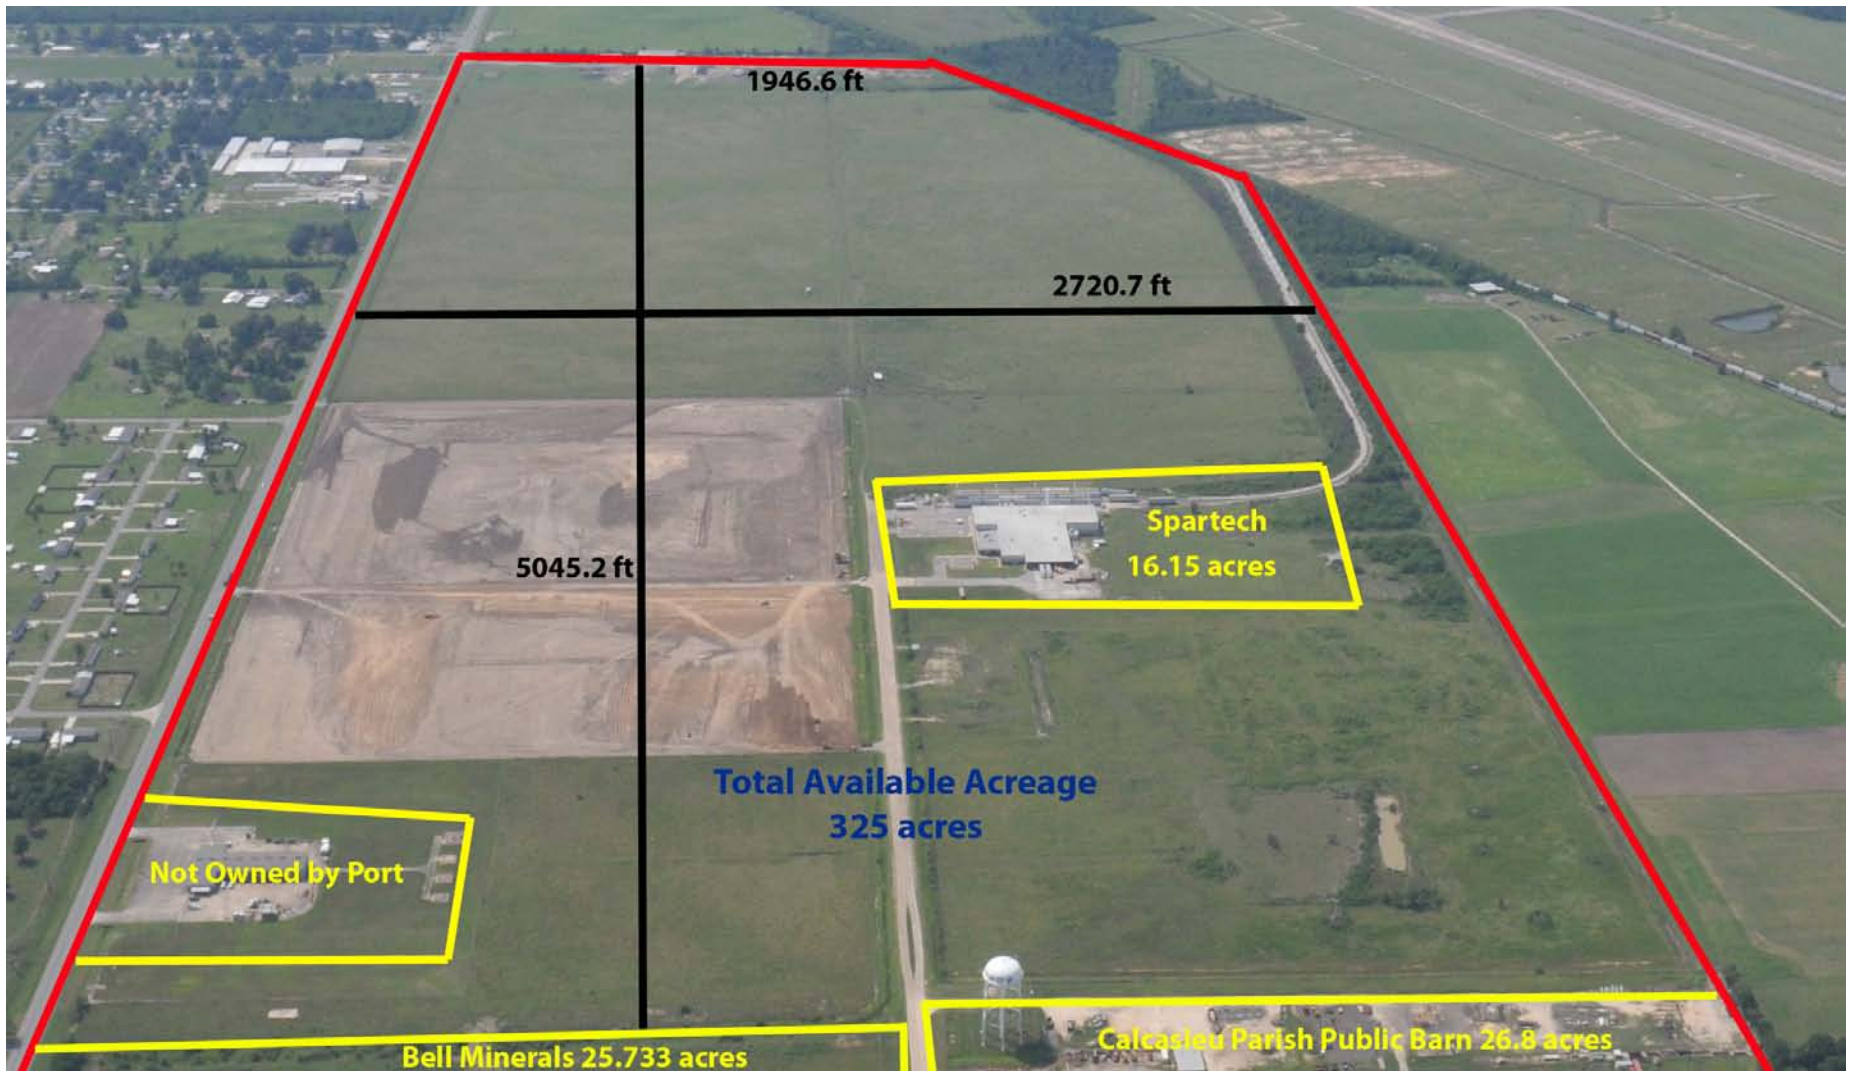 1946.6 ft
2720.7 ft
Spartech
16.15 acres
5045.2 ft
Total Available Acreage
325 acres
Not Owned by Port
Bell Minerals 25.733 acres
Calcasieu Parish Public Barn 26.8 acres